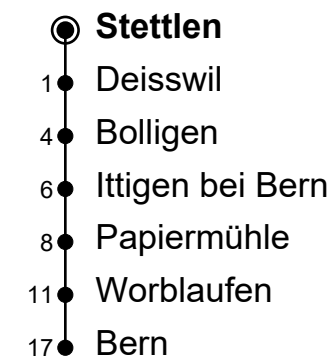 Stettlen
1 Deisswil
4 Bolligen
6 Ittigen bei Bern
8 Papiermühle
11 Worblaufen
17 Bern